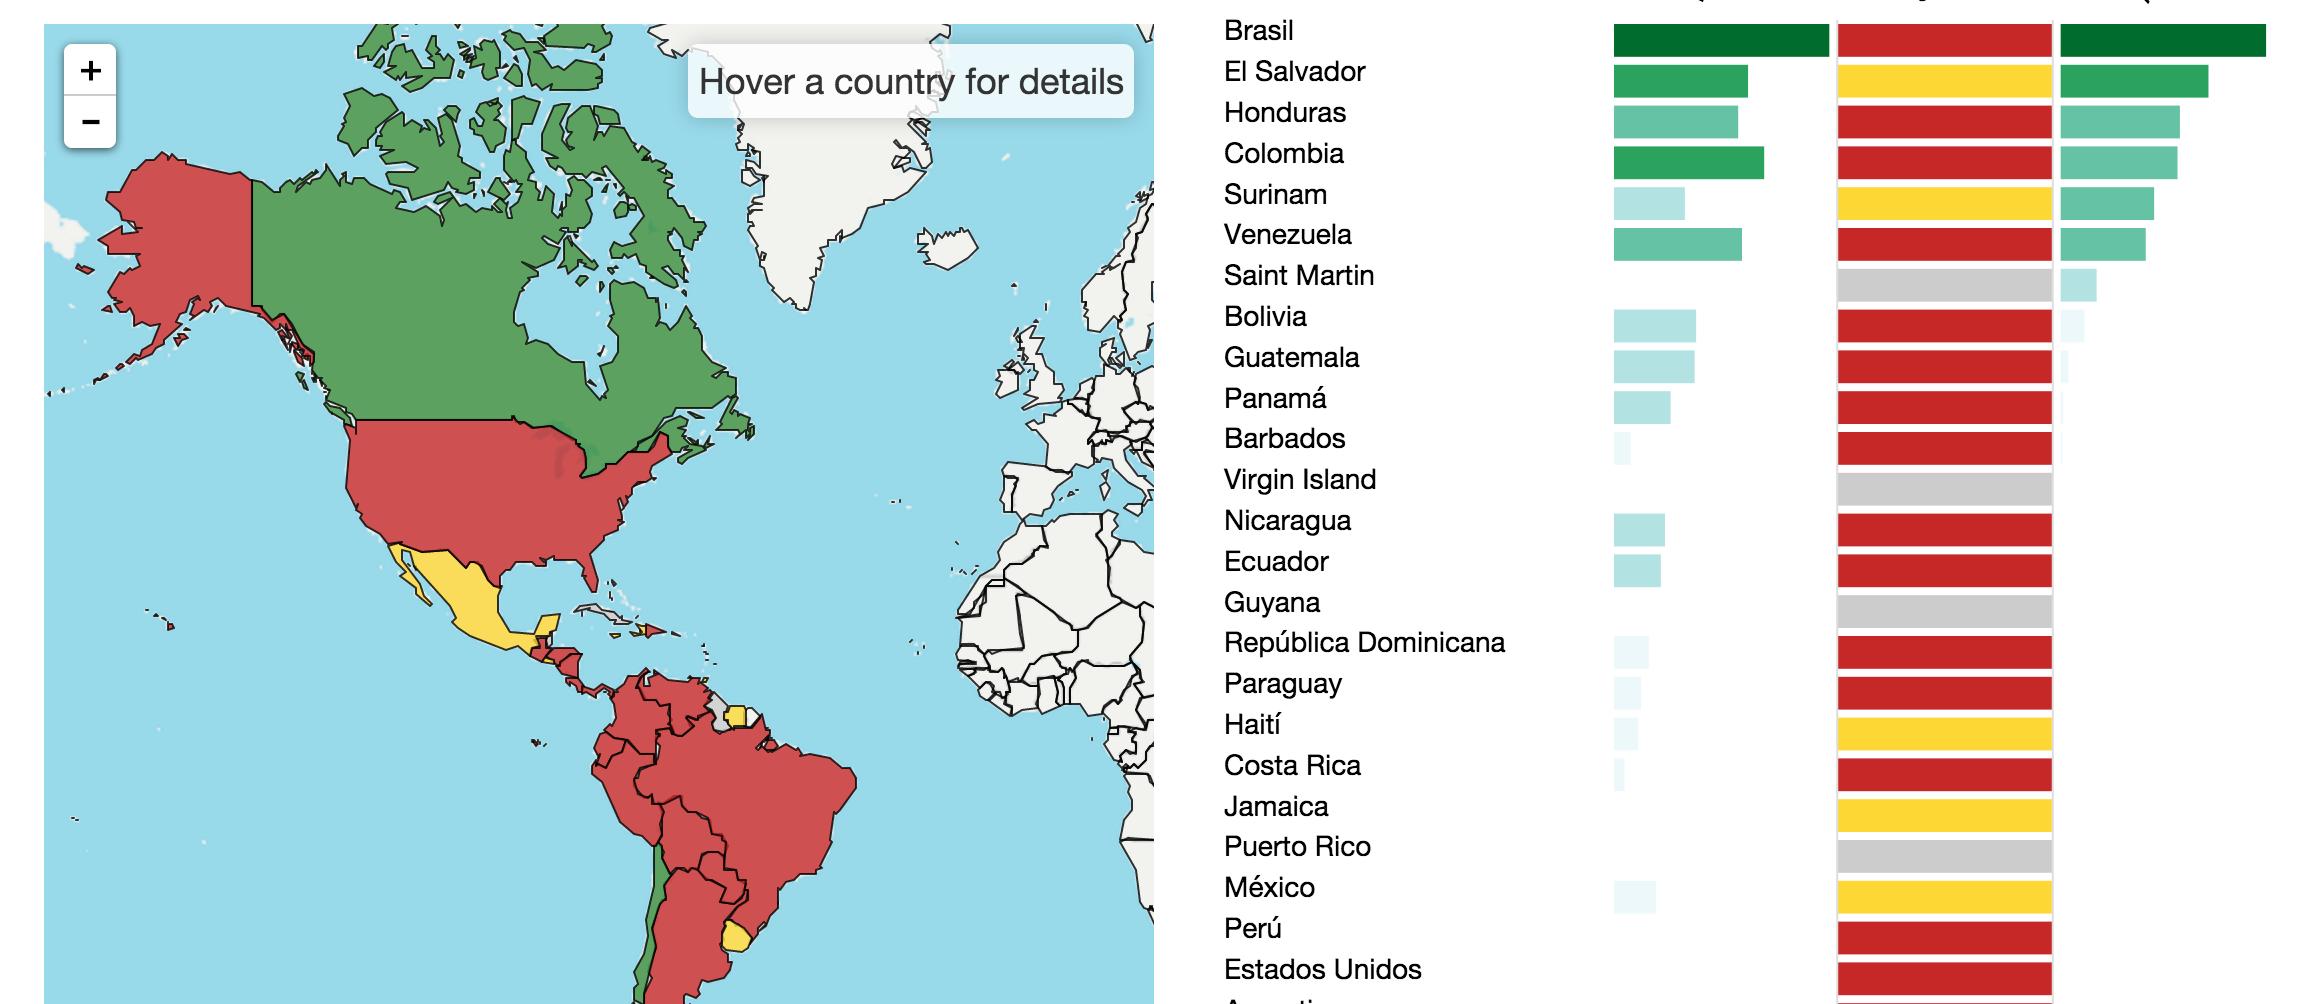 +
−
Hover a country for details
Brasil
El Salvador
Honduras
Colombia
Surinam
Venezuela
Saint Martin
Bolivia
Guatemala
Panamá
Barbados
Virgin Island
Nicaragua
Ecuador
Guyana
República Dominicana
Paraguay
Haití
Costa Rica
Jamaica
Puerto Rico
México
Perú
Estados Unidos